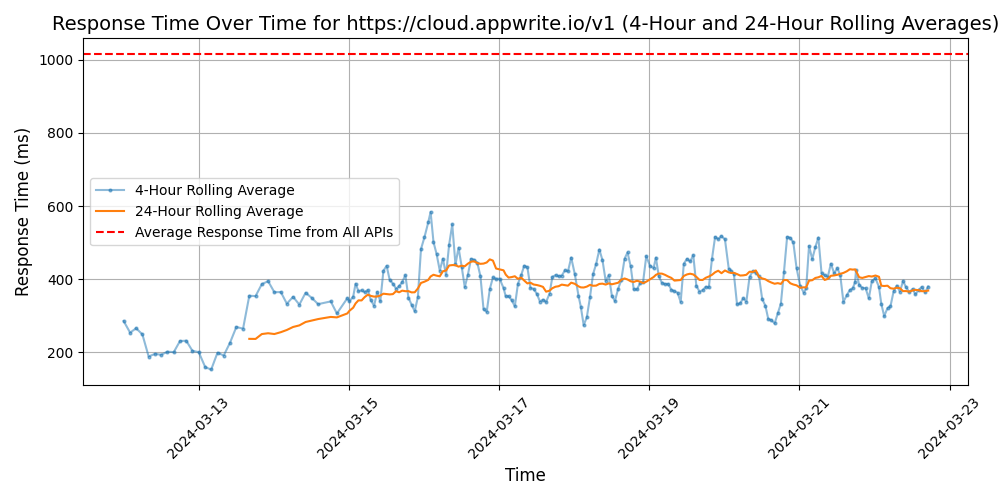 Response Time Over Time for https://cloud.appwrite.io/v1 (4-Hour and 24-Hour Rolling Averages)
Response Time (ms)
1000
800
600
400
200
4-Hour Rolling Average
24-Hour Rolling Average
Average Response Time from All APIs
2024-03-13
2024-03-15
2024-03-17
2024-03-19
2024-03-21
2024-03-23
Time